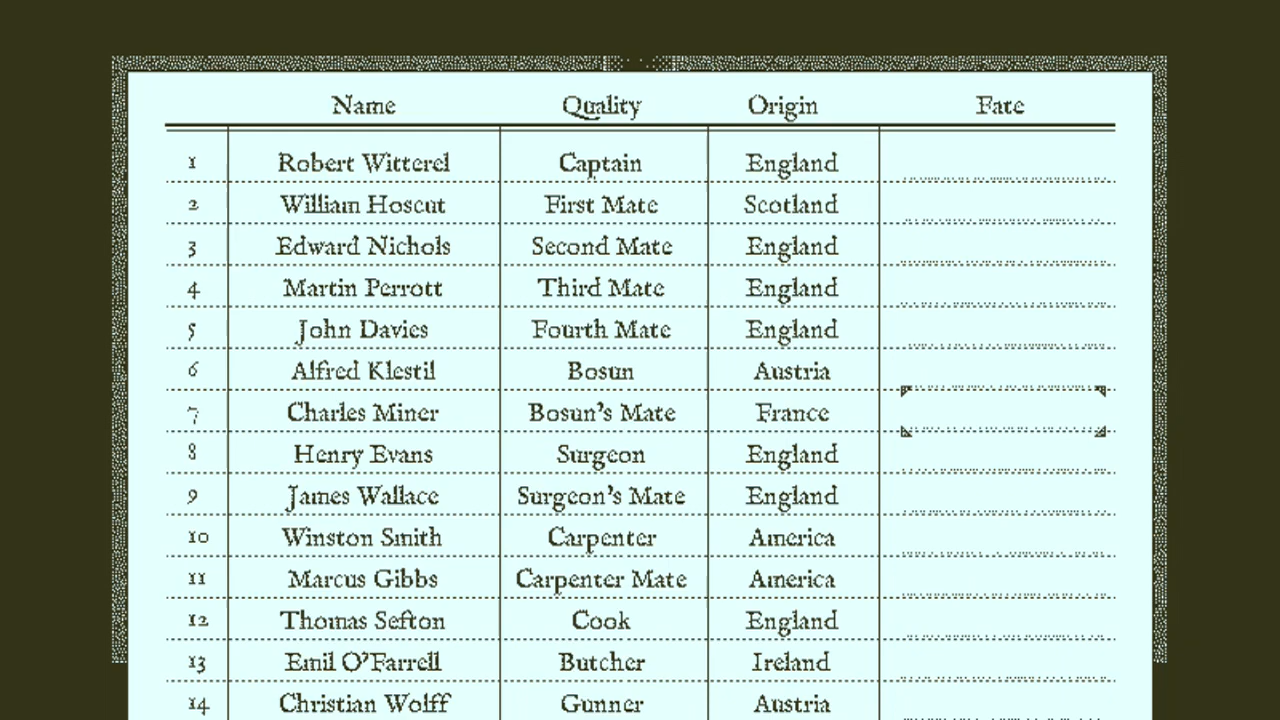 Name Quality Origin Fate
1 Robert Witterel Captain England
2 William Hoscut First Mate Scotland
3 Edward Nichols Second Mate England
4 Martin Perrott Third Mate England
5 John Davies Fourth Mate England
6 Alfred Klestil Bosun Austria
7 Charles Miner Bosun's Mate France
8 Henry Evans Surgeon England
9 James Wallace Surgeon's Mate England
10 Winston Smith Carpenter America
11 Marcus Gibbs Carpenter Mate America
12 Thomas Sefton Cook England
13 Emil O'Farrell Butcher Ireland
14 Christian Wolff Gunner Austria